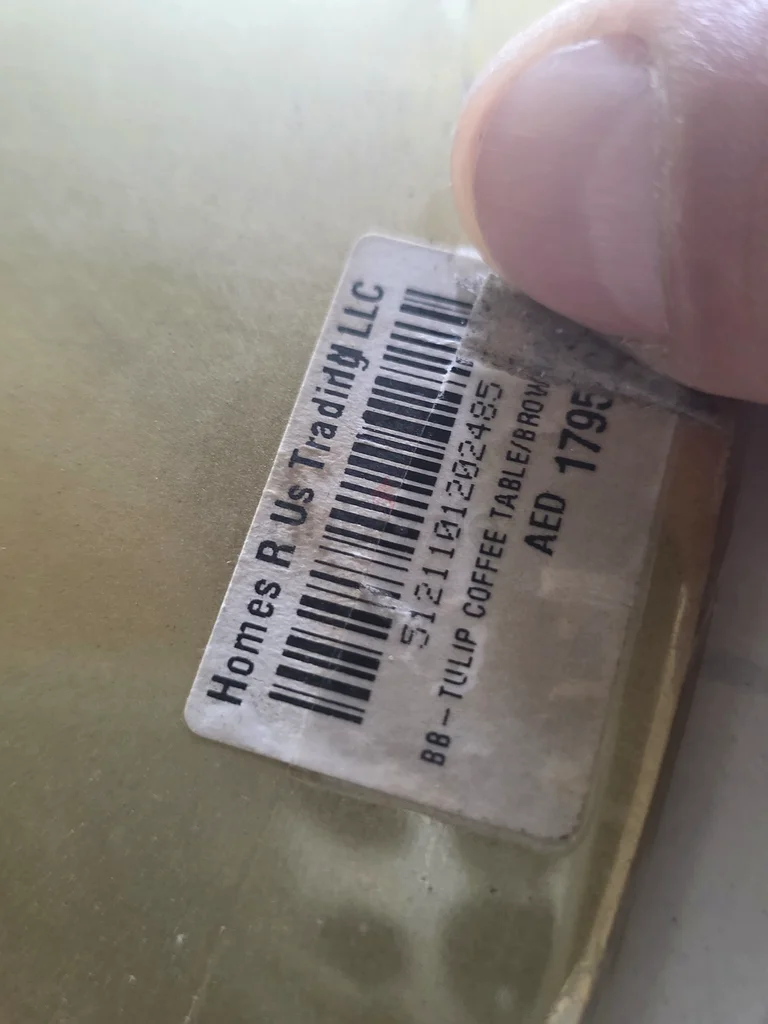 Homes R Us Trading LLC
5121101202485
BB-TULIP COFFEE TABLE/BROW
AED 1795